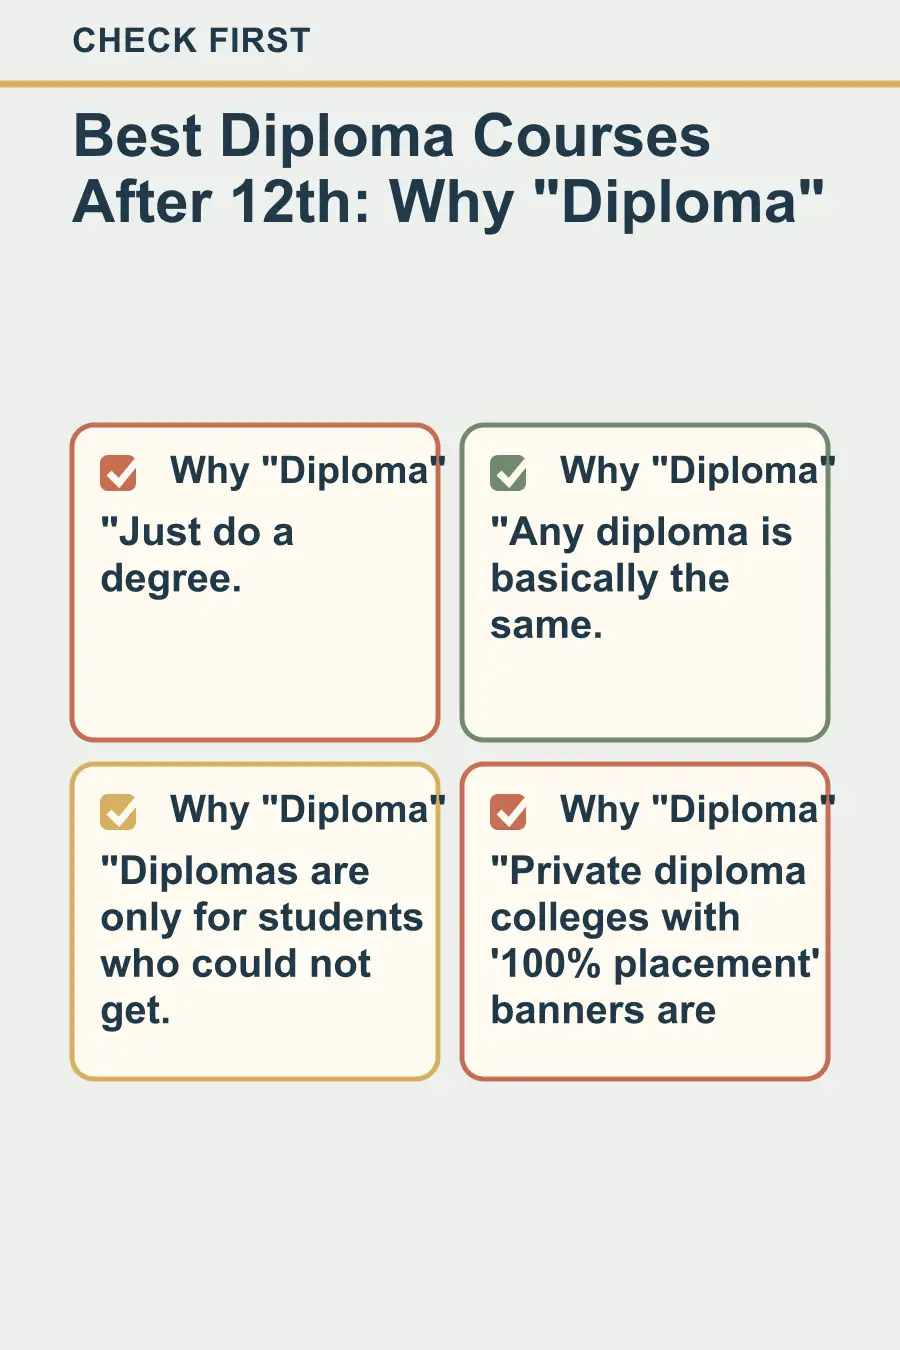 CHECK FIRST
Best Diploma Courses
After 12th: Why "Diploma"
Why "Diploma"
"Just do a
degree.
Why "Diploma"
"Any diploma is
basically the
same.
Why "Diploma"
"Diplomas are
only for students
who could not
get.
Why "Diploma"
"Private diploma
colleges with
'100% placement'
banners are